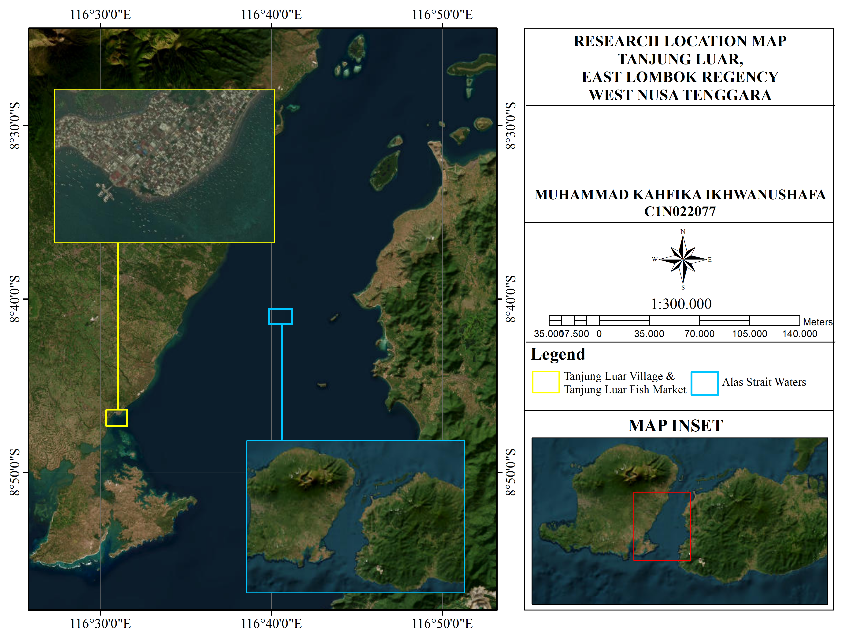 116°30'0"E 116°40'0"E 116°50'0"E
8°30'0"S 8°30'0"S
8°40'0"S 8°40'0"S
8°50'0"S 8°50'0"S
116°30'0"E 116°40'0"E 116°50'0"E
RESEARCH LOCATION MAP
TANJUNG LUAR,
EAST LOMBOK REGENCY
WEST NUSA TENGGARA
MUHAMMAD KAHFIKA IKHWANUSHAFA
C1N022077
N
W E
S
1:300.000
Meters
35.000 17.500 0 35.000 70.000 105.000 140.000
Legend
Tanjung Luar Village &
Tanjung Luar Fish Market
Alas Strait Waters
MAP INSET